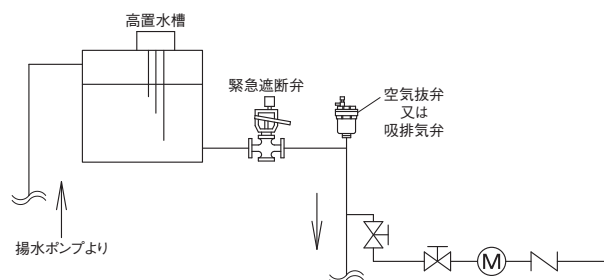 高置水槽
緊急遮断弁
空気抜弁
又は
吸排気弁
揚水ポンプより
M